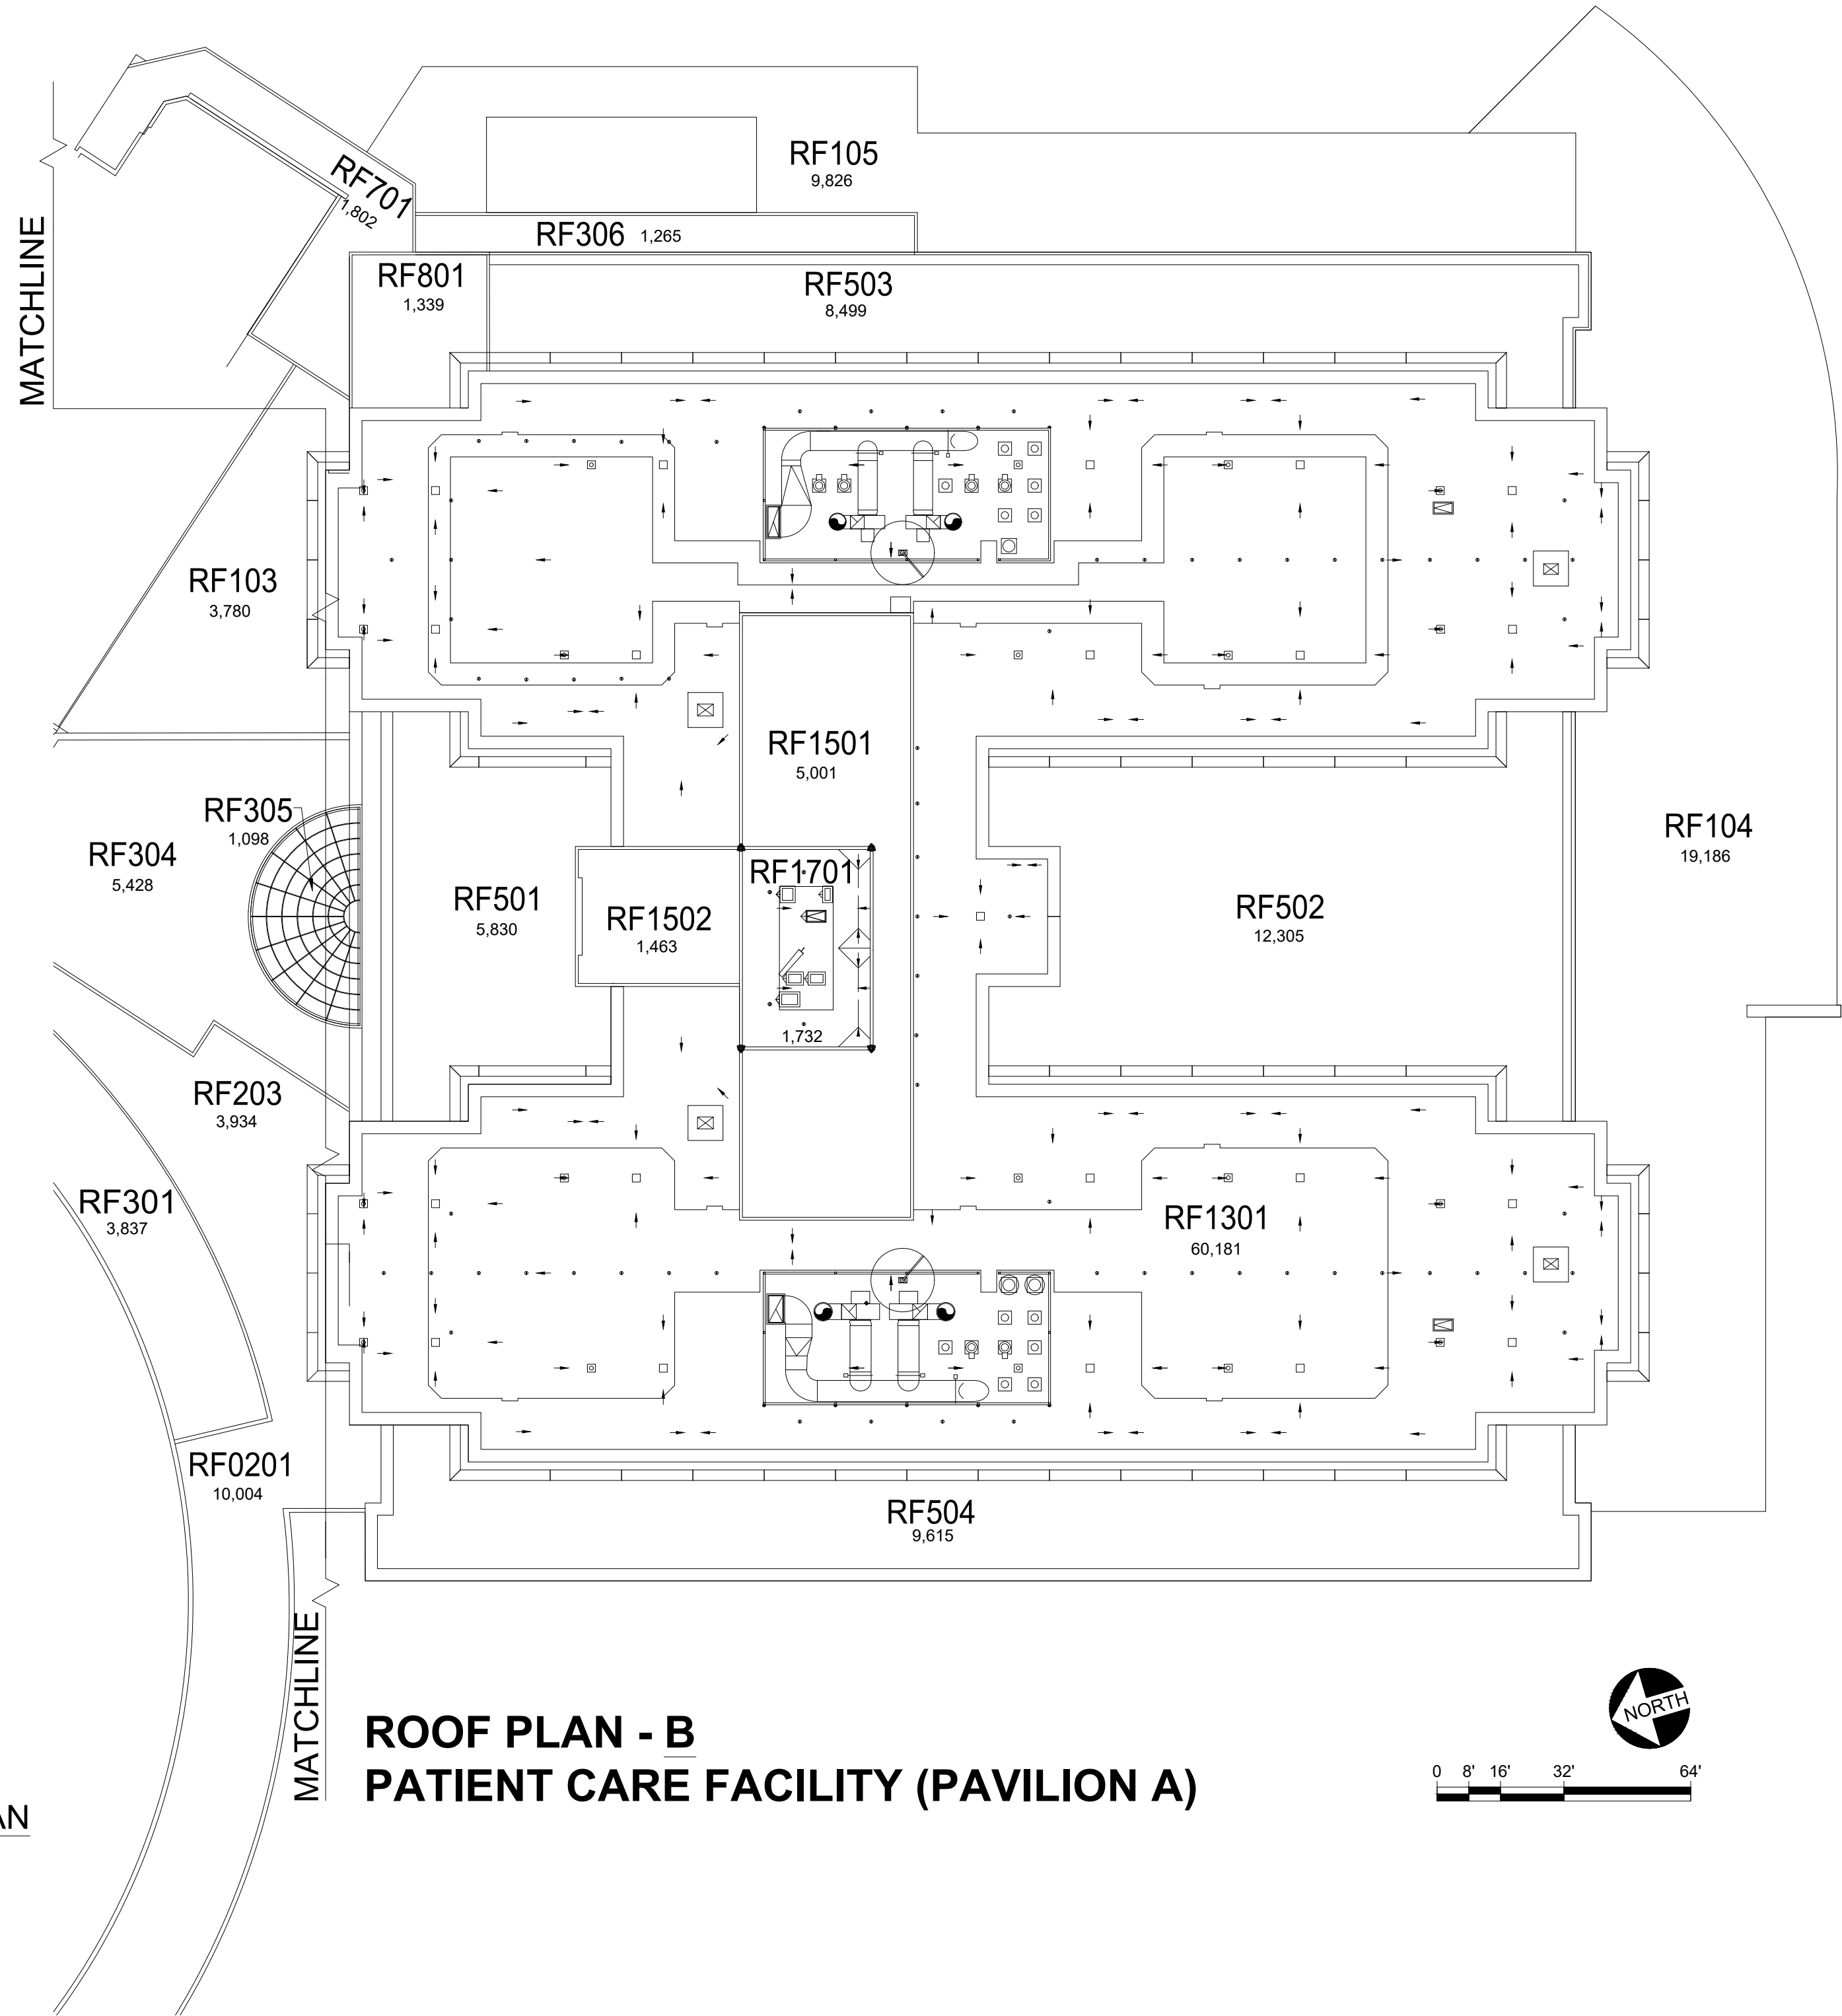 RF105
9,826
RF701
1,802
MATCHLINE
RF306 1,265
RF801
1,339
RF503
8,499
RF103
3,780
RF1501
5,001
RF305
1,098
RF304
5,428
RF104
19,186
RF1701
1,732
RF501
5,830
RF1502
1,463
RF502
12,305
RF203
3,934
RF301
3,837
RF1301
60,181
RF0201
10,004
RF504
9,615
MATCHLINE
NORTH
ROOF PLAN - B
PATIENT CARE FACILITY (PAVILION A)
0 8' 16' 32' 64'
AN